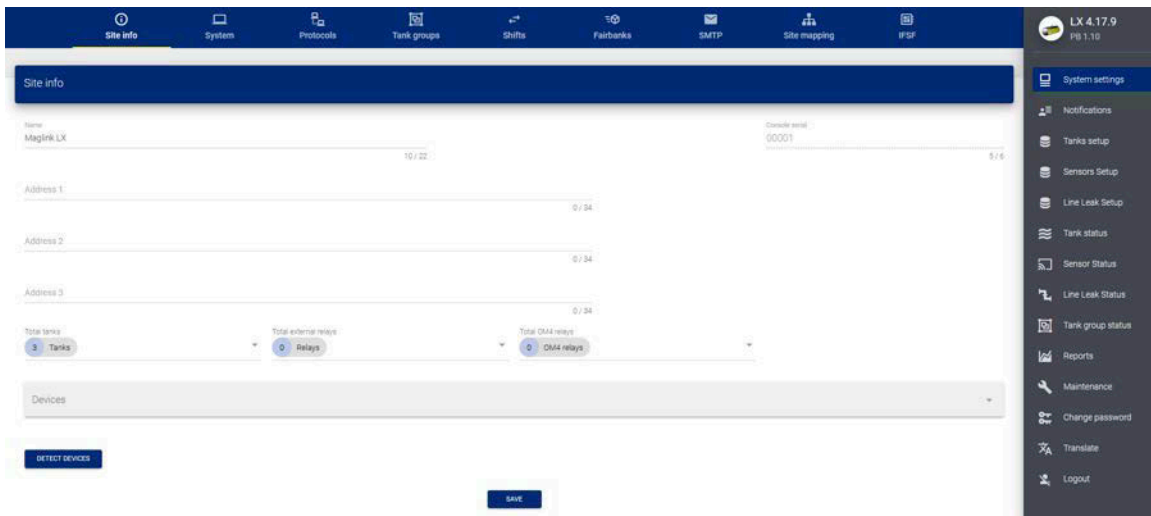 Site info
System
Protocols
Tank groups
Shifts
Fairbanks
SMTP
Site mapping
IFSF
LX 4.17.9
PB 1.10
Site info
Name
Maglink LX
10 / 22
Console serial
00001
5 / 6
Address 1
0 / 34
Address 2
0 / 34
Address 3
0 / 34
Total tanks
3 Tanks
Total external relays
0 Relays
Total OM4 relays
0 OM4 relays
Devices
DETECT DEVICES
SAVE
System settings
Notifications
Tanks setup
Sensors Setup
Line Leak Setup
Tank status
Sensor Status
Line Leak Status
Tank group status
Reports
Maintenance
Change password
Translate
Logout